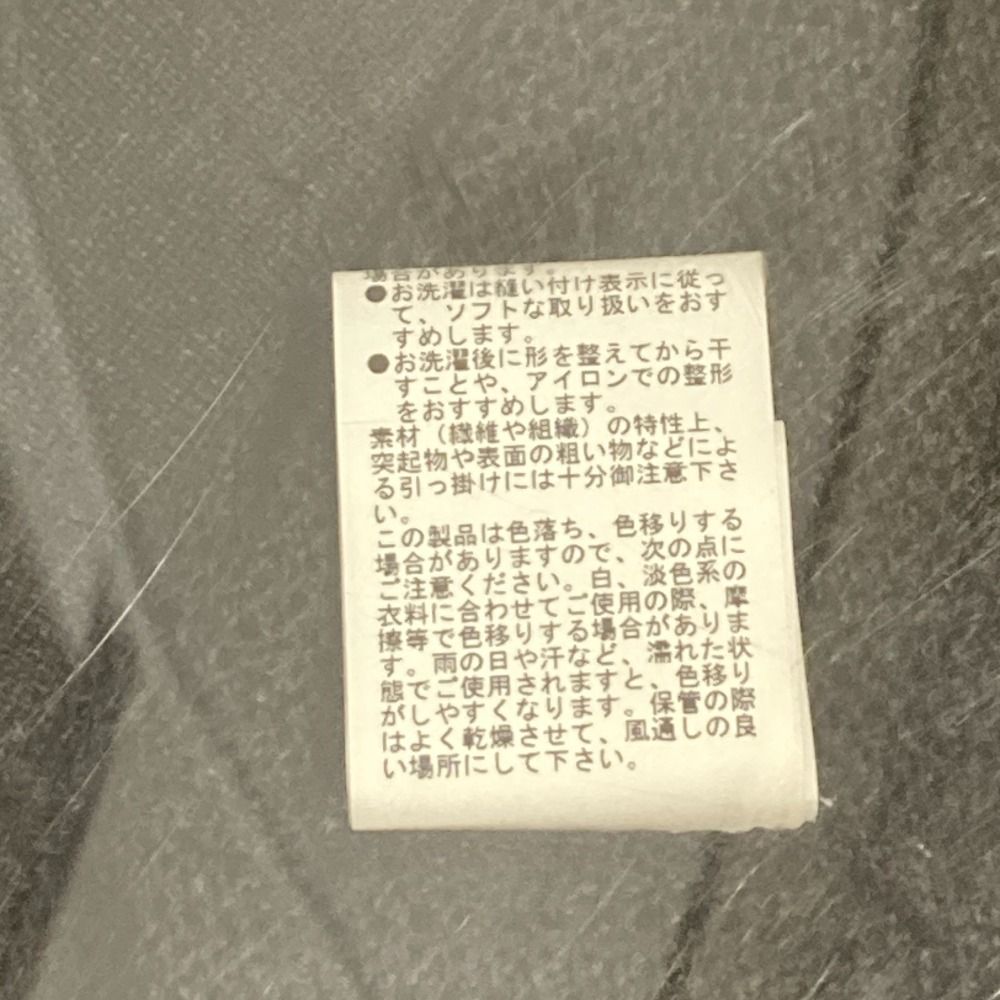 場合があります。
●お洗濯は縫い付け表示に従っ
て、ソフトな取り扱いをおす
すめします。
●お洗濯後に形を整えてから干
すことや、アイロンでの整形
をおすすめします。
素材（繊維や組織）の特性上、
突起物や表面の粗い物などによ
る引っ掛けには十分御注意下さ
い。
この製品は色落ち、色移りする
場合がありますので、次の点に
ご注意ください。白、淡色系の
衣料に合わせてご使用の際、摩
擦等で色移りする場合がありま
す。雨の日や汗など、濡れた状
態でご使用されますと、色移り
がしやすくなります。保管の際
はよく乾燥させて、風通しの良
い場所にして下さい。